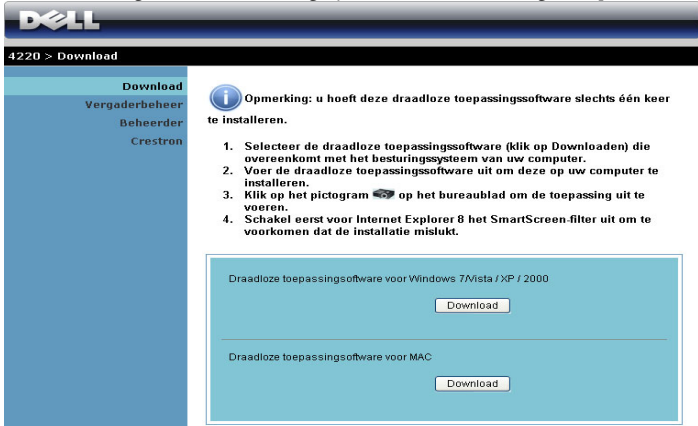 DELL
4220 > Download
Download
Vergaderbeheer
Beheerder
Crestron
Opmerking: u hoeft deze draadloze toepassingssoftware slechts één keer
te installeren.
1. Selecteer de draadloze toepassingssoftware (klik op Downloaden) die
overeenkomt met het besturingssysteem van uw computer.
2. Voer de draadloze toepassingssoftware uit om deze op uw computer te
installeren.
3. Klik op het pictogram op het bureaublad om de toepassing uit te
voeren.
4. Schakel eerst voor Internet Explorer 8 het SmartScreen-filter uit om te
voorkomen dat de installatie mislukt.
Draadloze toepassingsoftware voor Windows 7/Vista / XP / 2000
Download
Draadloze toepassingsoftware voor MAC
Download